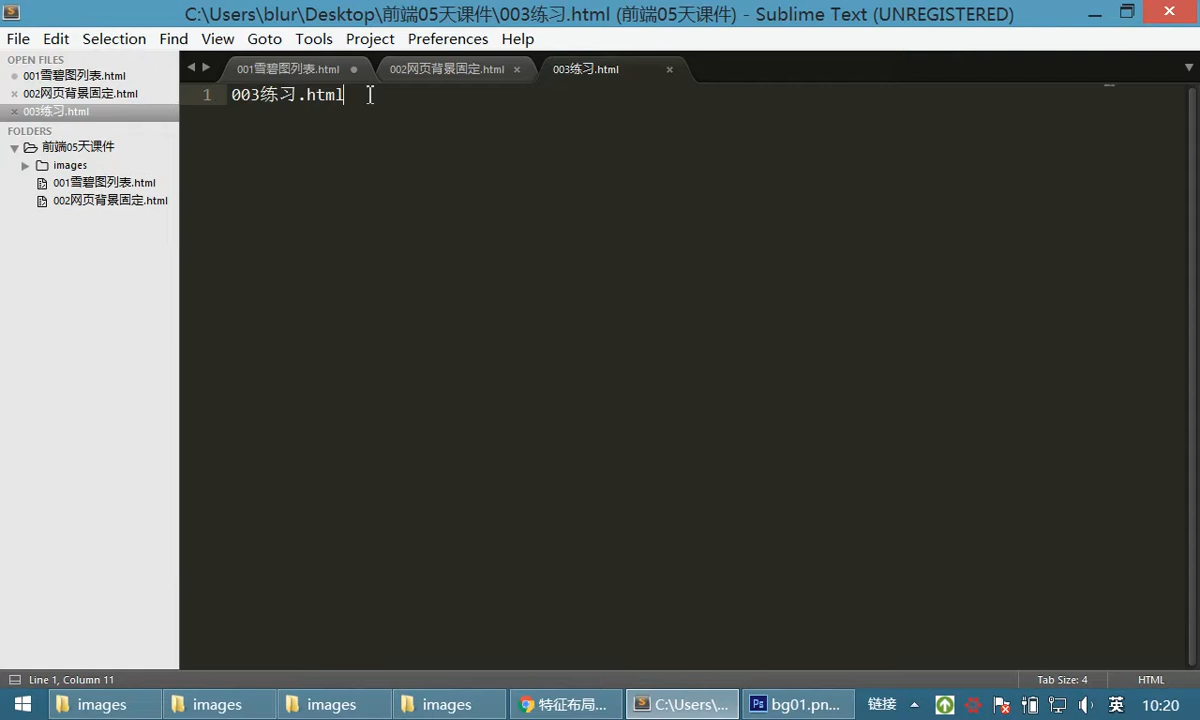 C:\Users\blur\Desktop\前端05天课件\003练习.html (前端05天课件) - Sublime Text (UNREGISTERED)
File Edit Selection Find View Goto Tools Project Preferences Help
OPEN FILES
001雪碧图列表.html
002网页背景固定.html
003练习.html
FOLDERS
前端05天课件
images
001雪碧图列表.html
002网页背景固定.html
001雪碧图列表.html 002网页背景固定.html 003练习.html
1 003练习.html
Line 1, Column 11 Tab Size: 4 HTML
images images images images 特征布局... C:\Users\... bg01.pn... 链接 英 10:20